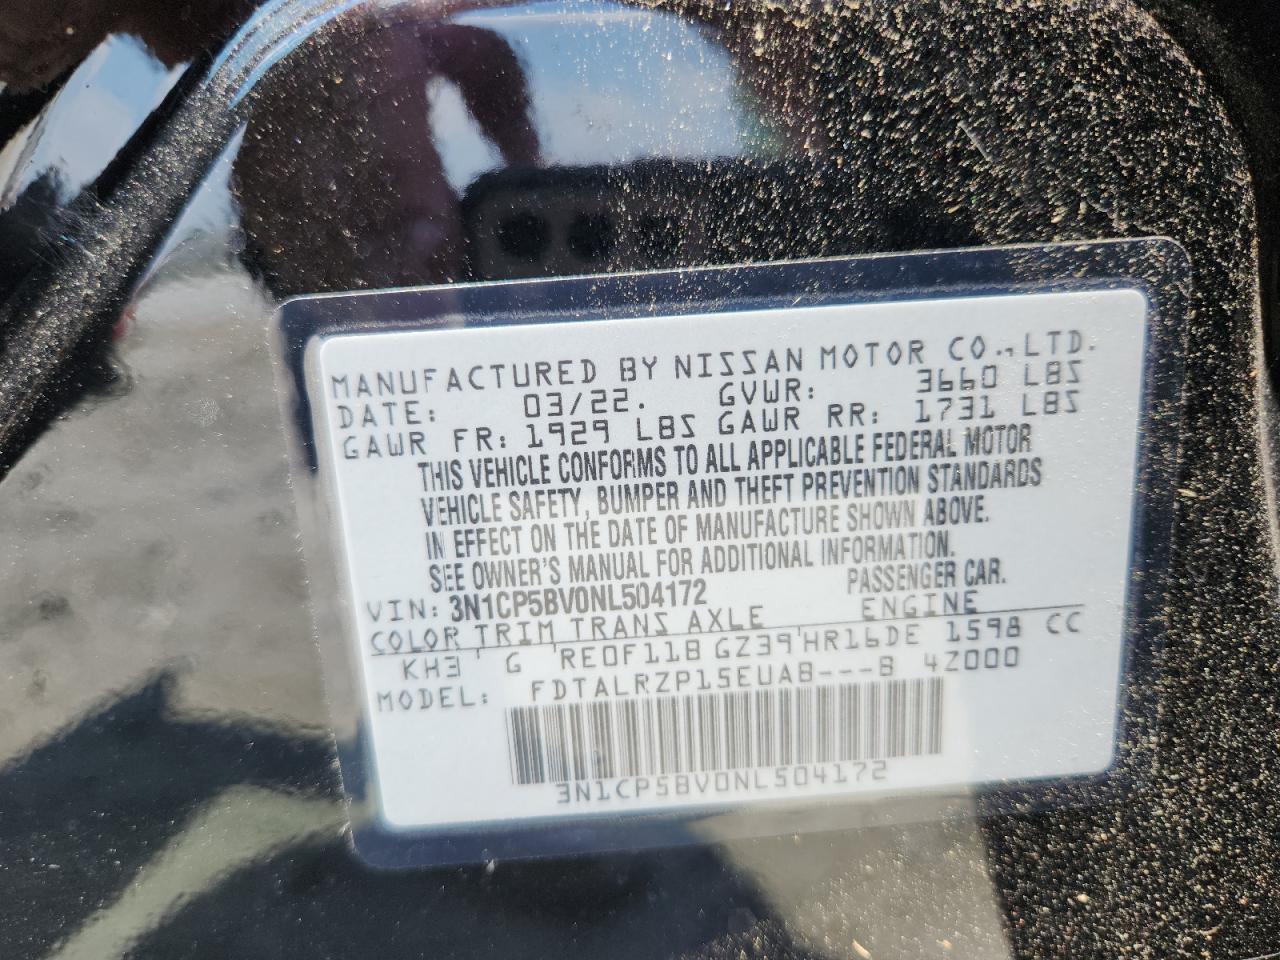 MANUFACTURED BY NISSAN MOTOR CO., LTD.
DATE: 03/22. GVWR: 3660 LBS
GAWR FR: 1929 LBS GAWR RR: 1731 LBS
THIS VEHICLE CONFORMS TO ALL APPLICABLE FEDERAL MOTOR
VEHICLE SAFETY, BUMPER AND THEFT PREVENTION STANDARDS
IN EFFECT ON THE DATE OF MANUFACTURE SHOWN ABOVE.
SEE OWNER'S MANUAL FOR ADDITIONAL INFORMATION.
VIN: 3N1CP5BV0NL504172 PASSENGER CAR.
COLOR TRIM TRANS AXLE ENGINE
KH3 G RE0F11B GZ39 HR16DE 1598 CC
MODEL: FDTALRZP15EUA8---8 4Z000
3N1CP5BV0NL504172